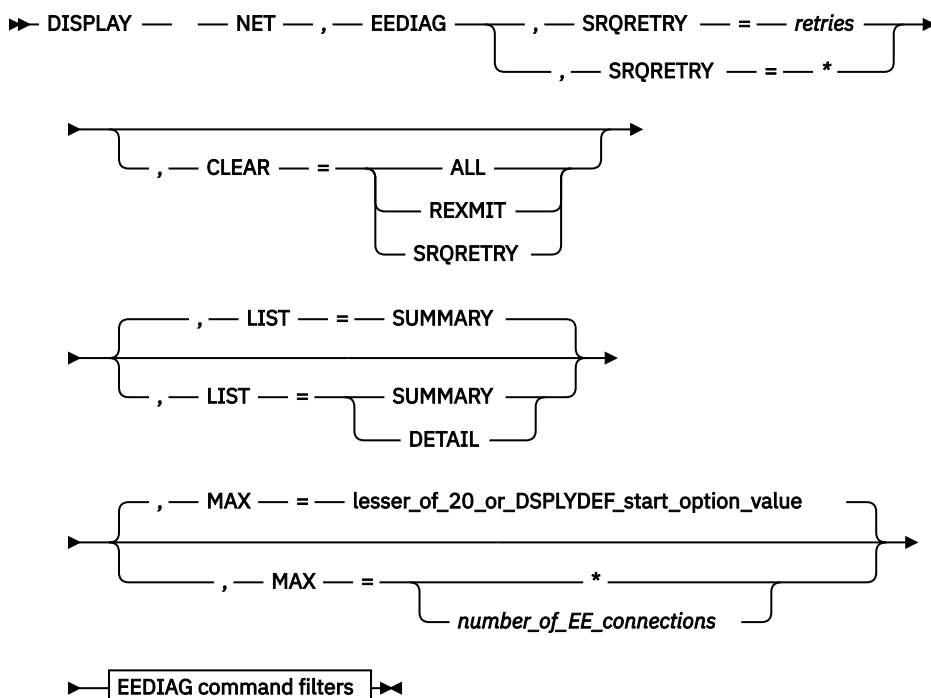 DISPLAY NET , EEDIAG , SRQRETRY = retries
, SRQRETRY = *
, CLEAR = ALL
REXMIT
SRQRETRY
, LIST = SUMMARY
, LIST = SUMMARY
DETAIL
, MAX = lesser_of_20_or_DSPLYDEF_start_option_value
, MAX = *
number_of_EE_connections
EEDIAG command filters